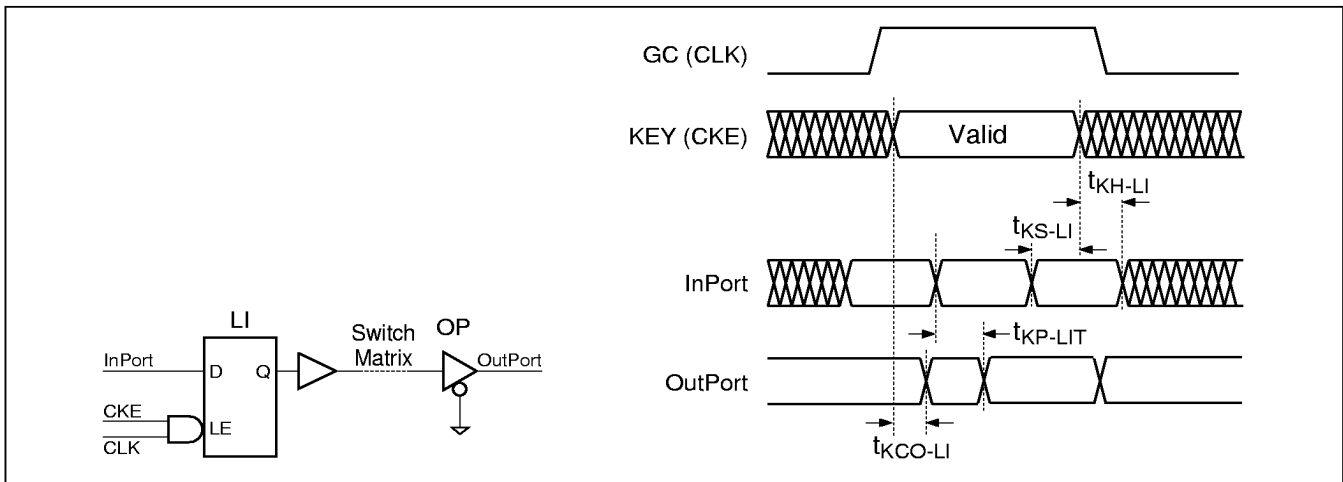 GC (CLK)
KEY (CKE)
Valid
tKH-LI
tKS-LI
InPort
tKP-LIT
OutPort
tKCO-LI
LI
Switch
Matrix
OP
InPort
D
Q
OutPort
CKE
LE
CLK